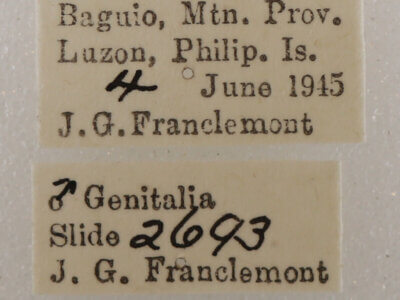 Baguio, Mtn. Prov.
Luzon, Philip. Is.
4 June 1945
J.G.Franclemont
♂ Genitalia
Slide 2693
J. G. Franclemont